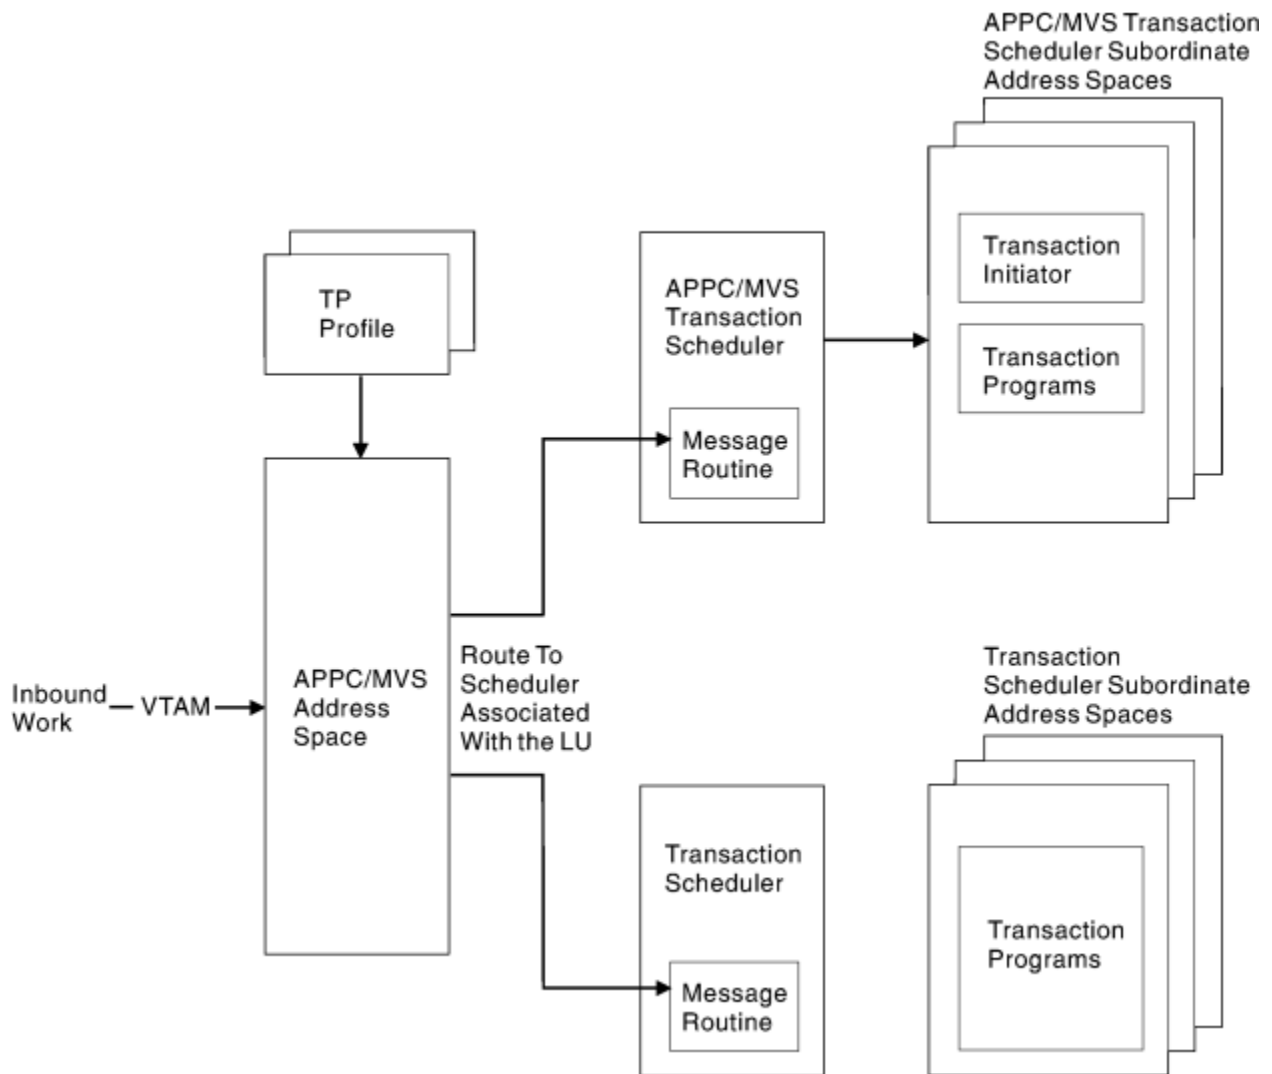 APPC/MVS Transaction
Scheduler Subordinate
Address Spaces
Transaction
Initiator
Transaction
Programs
APPC/MVS
Transaction
Scheduler
Message
Routine
TP
Profile
Inbound
Work
VTAM
APPC/MVS
Address
Space
Route To
Scheduler
Associated
With the LU
Transaction
Scheduler
Message
Routine
Transaction
Scheduler Subordinate
Address Spaces
Transaction
Programs